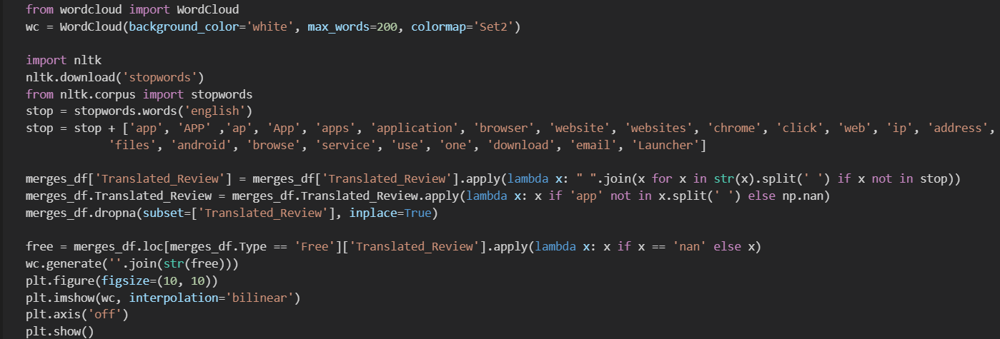 from wordcloud import WordCloud
wc = WordCloud(background_color='white', max_words=200, colormap='Set2')
import nltk
nltk.download('stopwords')
from nltk.corpus import stopwords
stop = stopwords.words('english')
stop = stop + ['app', 'APP' ,'ap', 'App', 'apps', 'application', 'browser', 'website', 'websites', 'chrome', 'click', 'web', 'ip', 'address',
'files', 'android', 'browse', 'service', 'use', 'one', 'download', 'email', 'Launcher']
merges_df['Translated_Review'] = merges_df['Translated_Review'].apply(lambda x: " ".join(x for x in str(x).split(' ') if x not in stop))
merges_df.Translated_Review = merges_df.Translated_Review.apply(lambda x: x if 'app' not in x.split(' ') else np.nan)
merges_df.dropna(subset=['Translated_Review'], inplace=True)
free = merges_df.loc[merges_df.Type == 'Free']['Translated_Review'].apply(lambda x: x if x == 'nan' else x)
wc.generate(''.join(str(free)))
plt.figure(figsize=(10, 10))
plt.imshow(wc, interpolation='bilinear')
plt.axis('off')
plt.show()